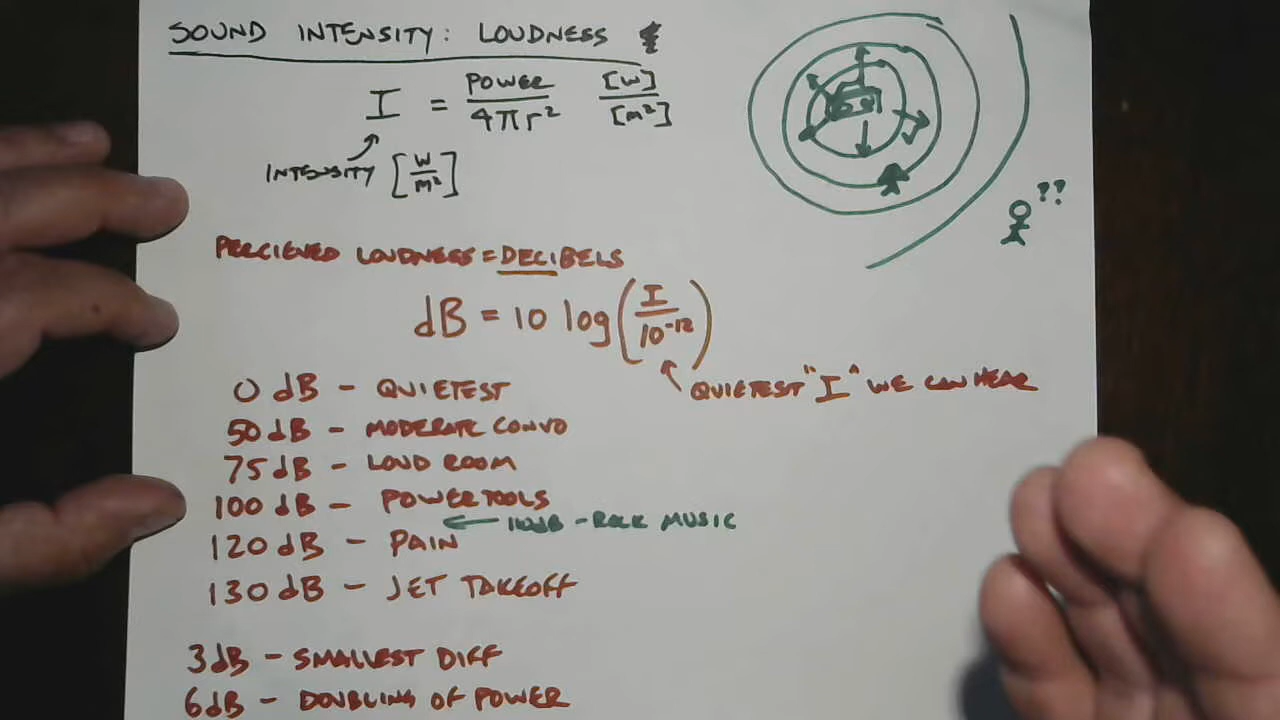 SOUND INTENSITY: LOUDNESS
I = POWER / 4πr² [W] / [m²]
INTENSITY [W/m²]
??
PERCIEVED LOUDNESS = DECIBELS
dB = 10 log(I / 10⁻¹²)
0 dB - QUIETEST
QUIETEST "I" WE CAN HEAR
50 dB - MODERATE CONVO
75 dB - LOUD ROOM
100 dB - POWERTOOLS
110dB - ROCK MUSIC
120 dB - PAIN
130 dB - JET TAKEOFF
3dB - SMALLEST DIFF
6dB - DOUBLING OF POWER